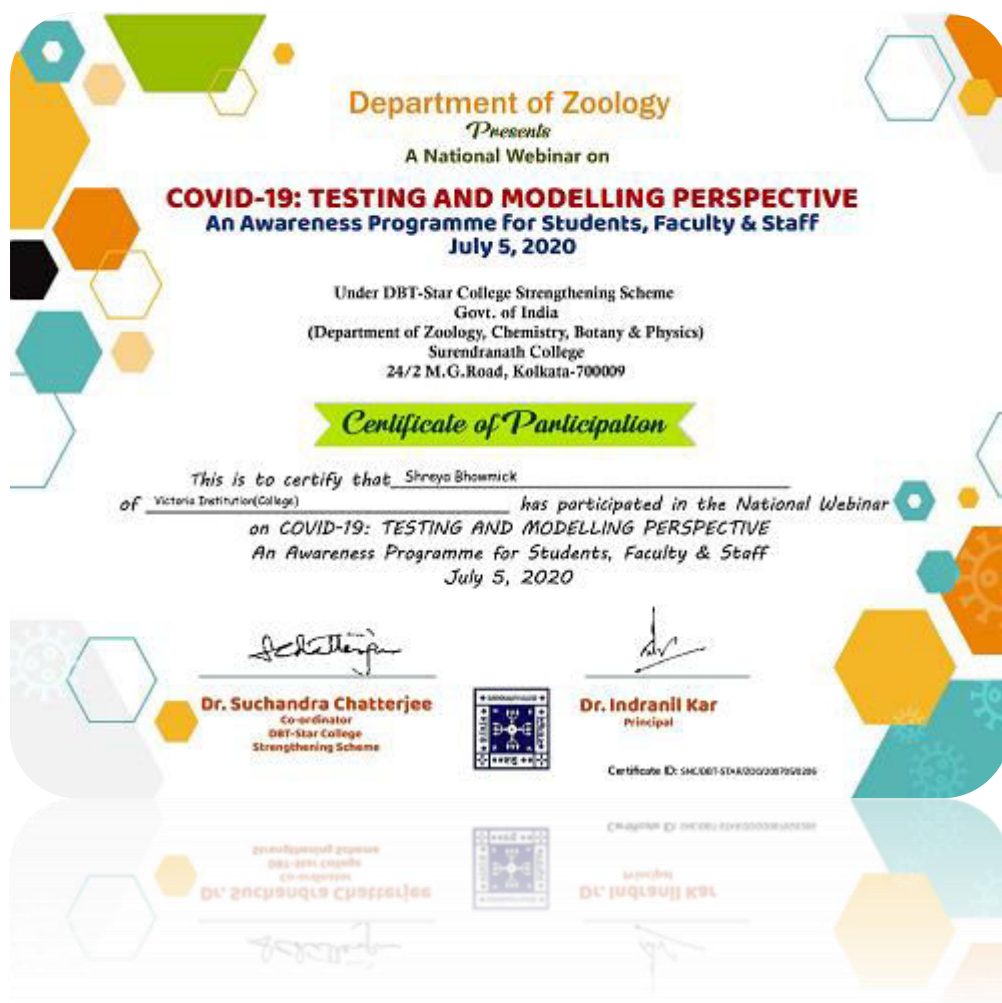 Department of Zoology
Presents
A National Webinar on
COVID-19: TESTING AND MODELLING PERSPECTIVE
An Awareness Programme for Students, Faculty & Staff
July 5, 2020
Under DBT-Star College Strengthening Scheme
Govt. of India
(Department of Zoology, Chemistry, Botany & Physics)
Surendranath College
24/2 M.G.Road, Kolkata-700009
Certificate of Participation
This is to certify that Shreya Bhowmick
of Victoria Institution(College) has participated in the National Webinar
on COVID-19: TESTING AND MODELLING PERSPECTIVE
An Awareness Programme for Students, Faculty & Staff
July 5, 2020
SChatterjee
Dr. Suchandra Chatterjee
Co-ordinator
DBT-Star College
Strengthening Scheme
Dr. Indranil Kar
Principal
Certificate ID: